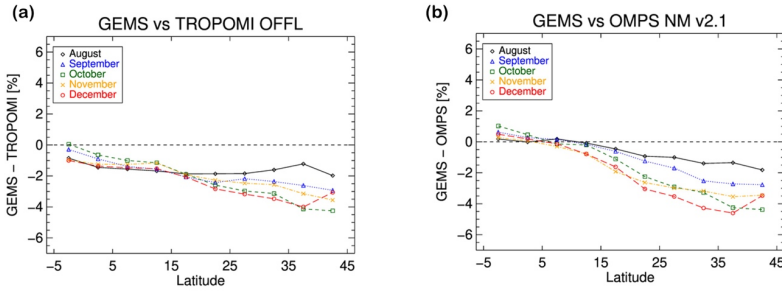 (a)
GEMS vs TROPOMI OFFL
GEMS − TROPOMI [%]
6
4
2
0
−2
−4
−6
August
September
October
November
December
−5 5 15 25 35 45
Latitude
(b)
GEMS vs OMPS NM v2.1
GEMS − OMPS [%]
6
4
2
0
−2
−4
−6
August
September
October
November
December
−5 5 15 25 35 45
Latitude